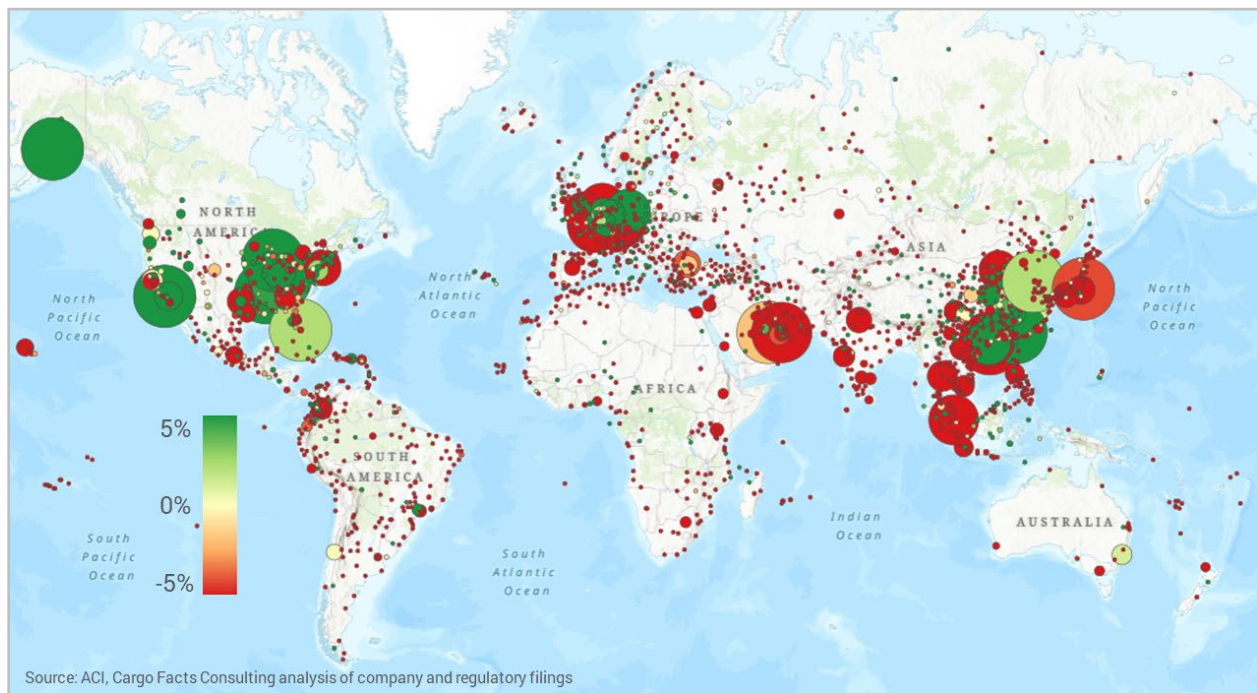 NORTH
AMERIC
EUROPE
ASIA
North
Pacific
Ocean
North
Atlantic
Ocean
North
Pacific
Ocean
AFRICA
5%
0%
-5%
SOUTH
AMERICA
South
Pacific
Ocean
South
Atlantic
Ocean
Indian
Ocean
AUSTRALIA
Source: ACI, Cargo Facts Consulting analysis of company and regulatory filings